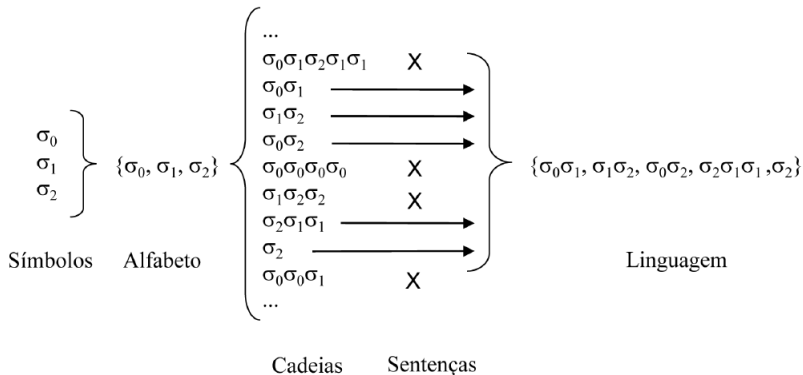 ...
σ₀σ₁σ₂σ₁σ₁ X
σ₀σ₁
σ₁σ₂
σ₀σ₂
σ₀σ₀σ₀σ₀ X
σ₁σ₂σ₂ X
σ₂σ₁σ₁
σ₂
σ₀σ₀σ₁ X
...
σ₀
σ₁
σ₂
{σ₀, σ₁, σ₂}
{σ₀σ₁, σ₁σ₂, σ₀σ₂, σ₂σ₁σ₁ ,σ₂}
Símbolos Alfabeto Linguagem
Cadeias Sentenças